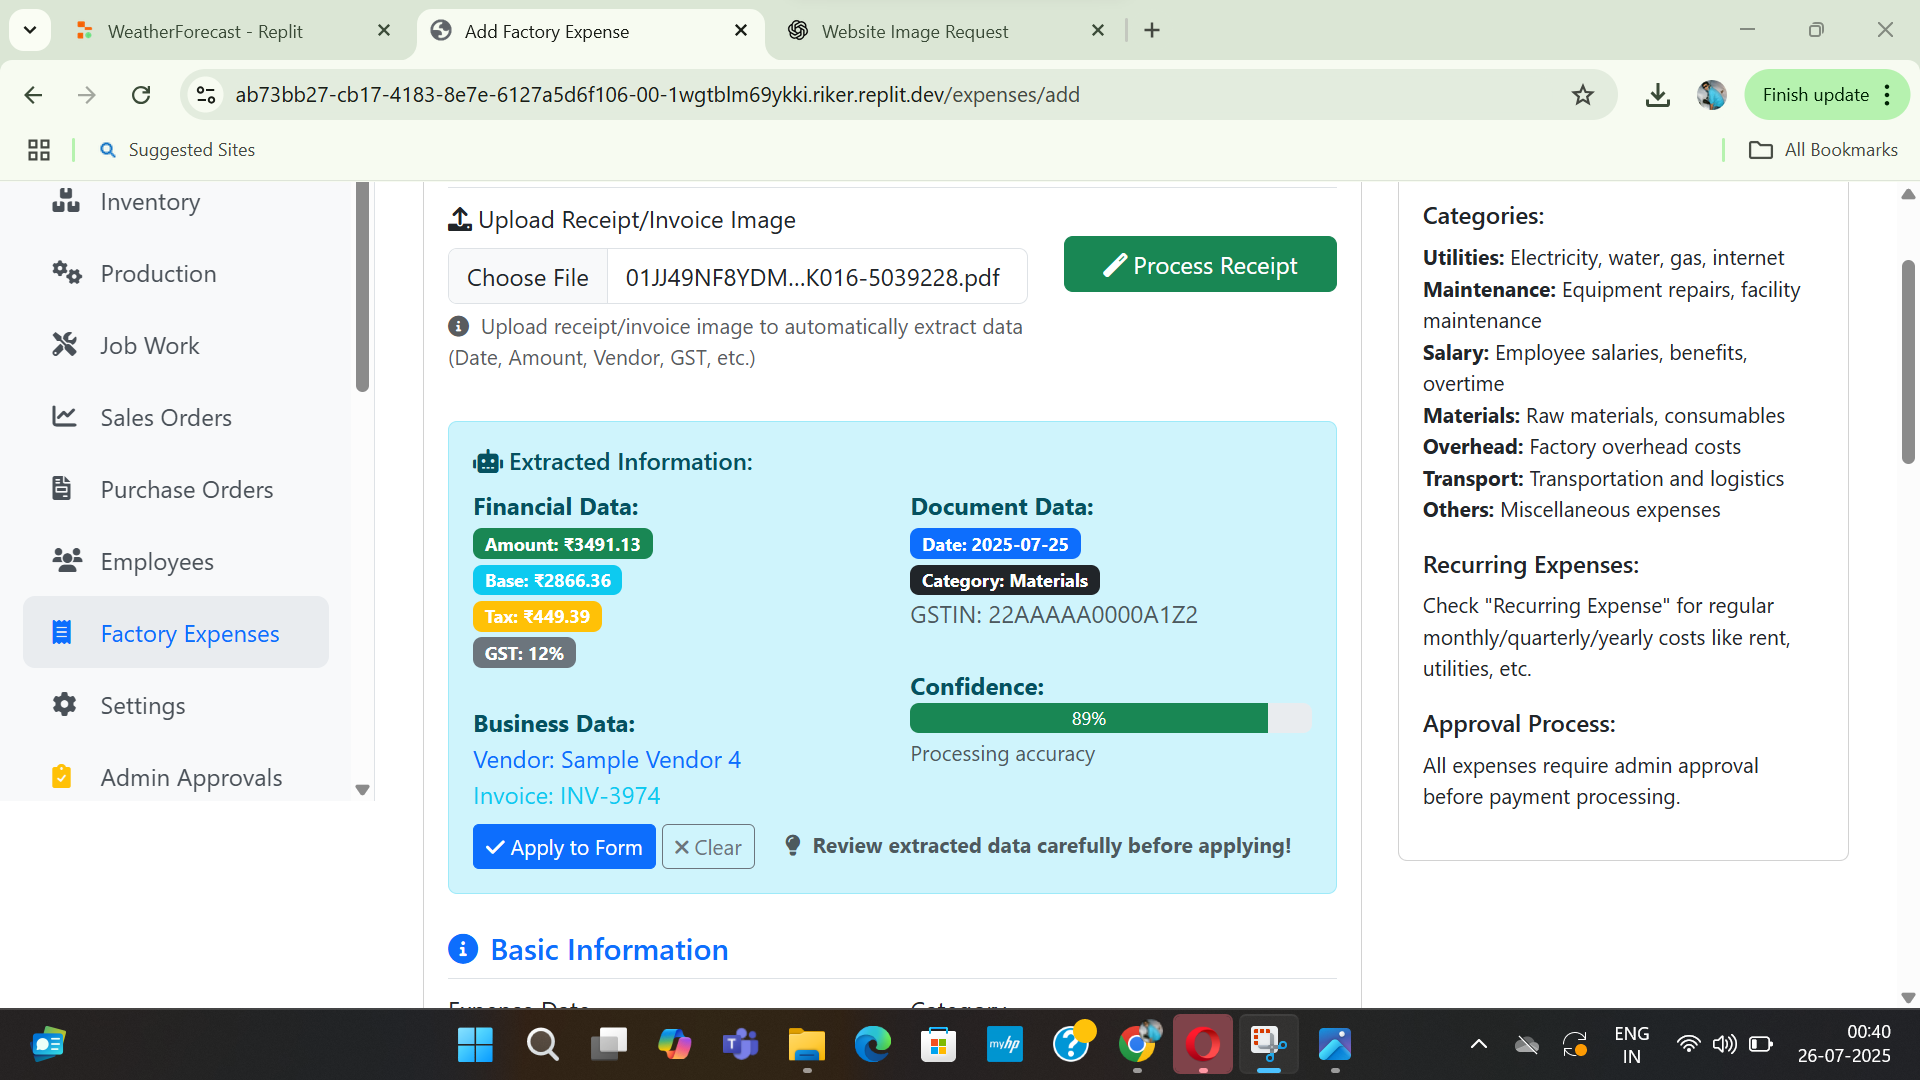 WeatherForecast - Replit
Add Factory Expense
Website Image Request
ab73bb27-cb17-4183-8e7e-6127a5d6f106-00-1wgtblm69ykki.riker.replit.dev/expenses/add
Finish update
Suggested Sites
All Bookmarks
Inventory
Production
Job Work
Sales Orders
Purchase Orders
Employees
Factory Expenses
Settings
Admin Approvals
Upload Receipt/Invoice Image
Choose File
01JJ49NF8YDM...K016-5039228.pdf
Process Receipt
Upload receipt/invoice image to automatically extract data
(Date, Amount, Vendor, GST, etc.)
Extracted Information:
Financial Data:
Amount: ₹3491.13
Base: ₹2866.36
Tax: ₹449.39
GST: 12%
Business Data:
Vendor: Sample Vendor 4
Invoice: INV-3974
Document Data:
Date: 2025-07-25
Category: Materials
GSTIN: 22AAAAA0000A1Z2
Confidence:
89%
Processing accuracy
Apply to Form
Clear
Review extracted data carefully before applying!
Basic Information
Expense Date
Category
Categories:
Utilities: Electricity, water, gas, internet
Maintenance: Equipment repairs, facility
maintenance
Salary: Employee salaries, benefits,
overtime
Materials: Raw materials, consumables
Overhead: Factory overhead costs
Transport: Transportation and logistics
Others: Miscellaneous expenses
Recurring Expenses:
Check "Recurring Expense" for regular
monthly/quarterly/yearly costs like rent,
utilities, etc.
Approval Process:
All expenses require admin approval
before payment processing.
myhp
ENG
IN
00:40
26-07-2025